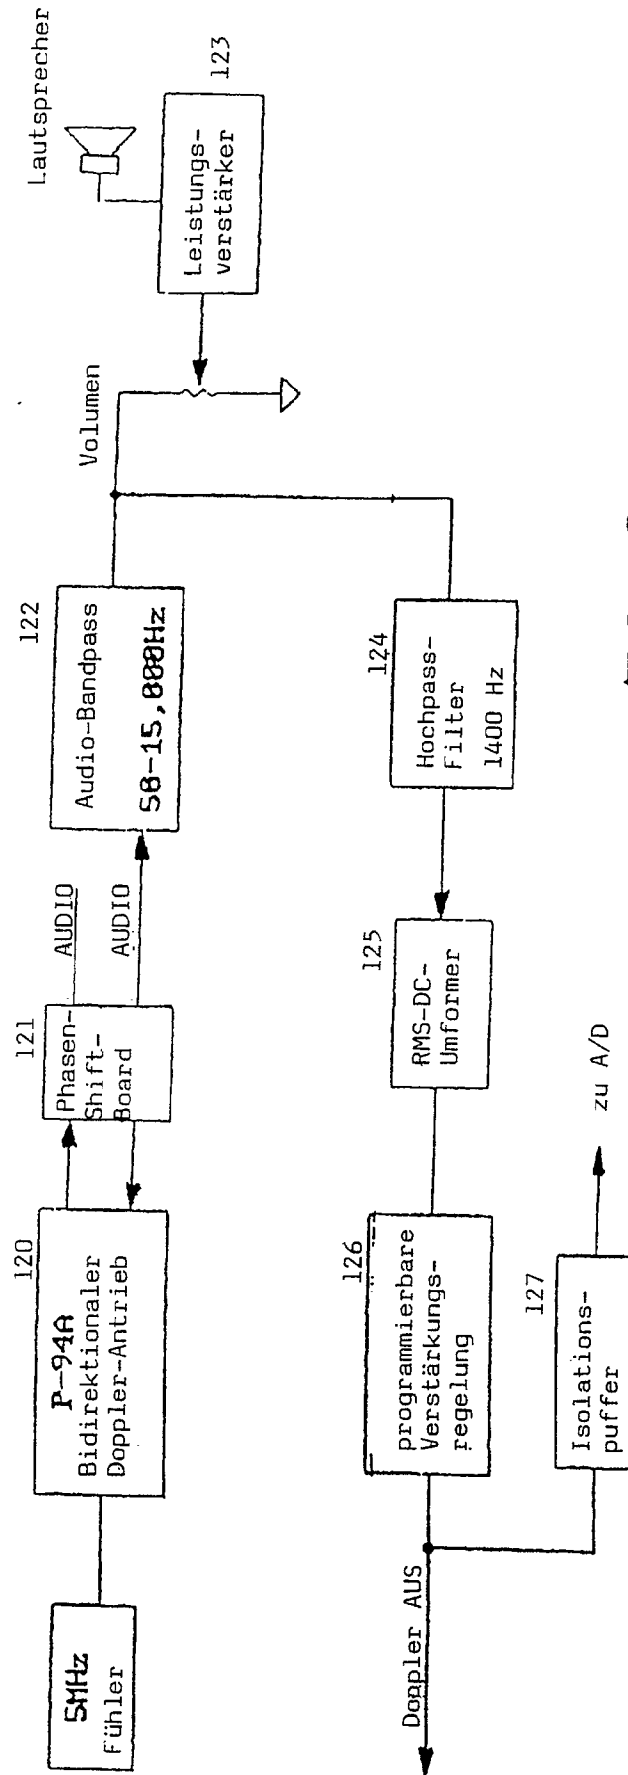 5MHz
Fühler
120
P-94A
Bidirektionaler
Doppler-Antrieb
121
Phasen-
Shift-
Board
AUDIO
AUDIO
122
Audio-Bandpass
50-15,000Hz
Volumen
Lautsprecher
Leistungs-
verstärker
123
Doppler AUS
126
programmierbare
Verstärkungs-
regelung
125
RMS-DC-
Umformer
124
Hochpass-
Filter
1400 Hz
127
Isolations-
puffer
zu A/D